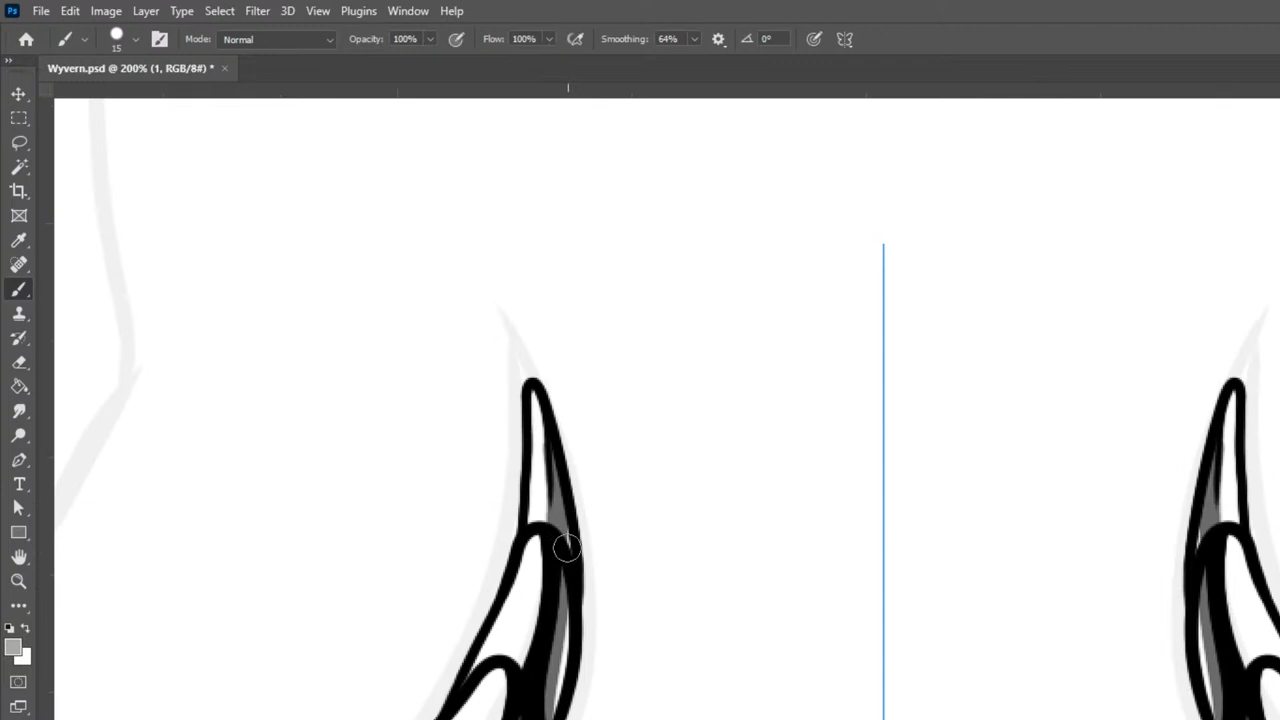 Ps File Edit Image Layer Type Select Filter 3D View Plugins Window Help
15 Mode: Normal Opacity: 100% Flow: 100% Smoothing: 64% 0°
Wyvern.psd @ 200% (1, RGB/8#) * ×
T